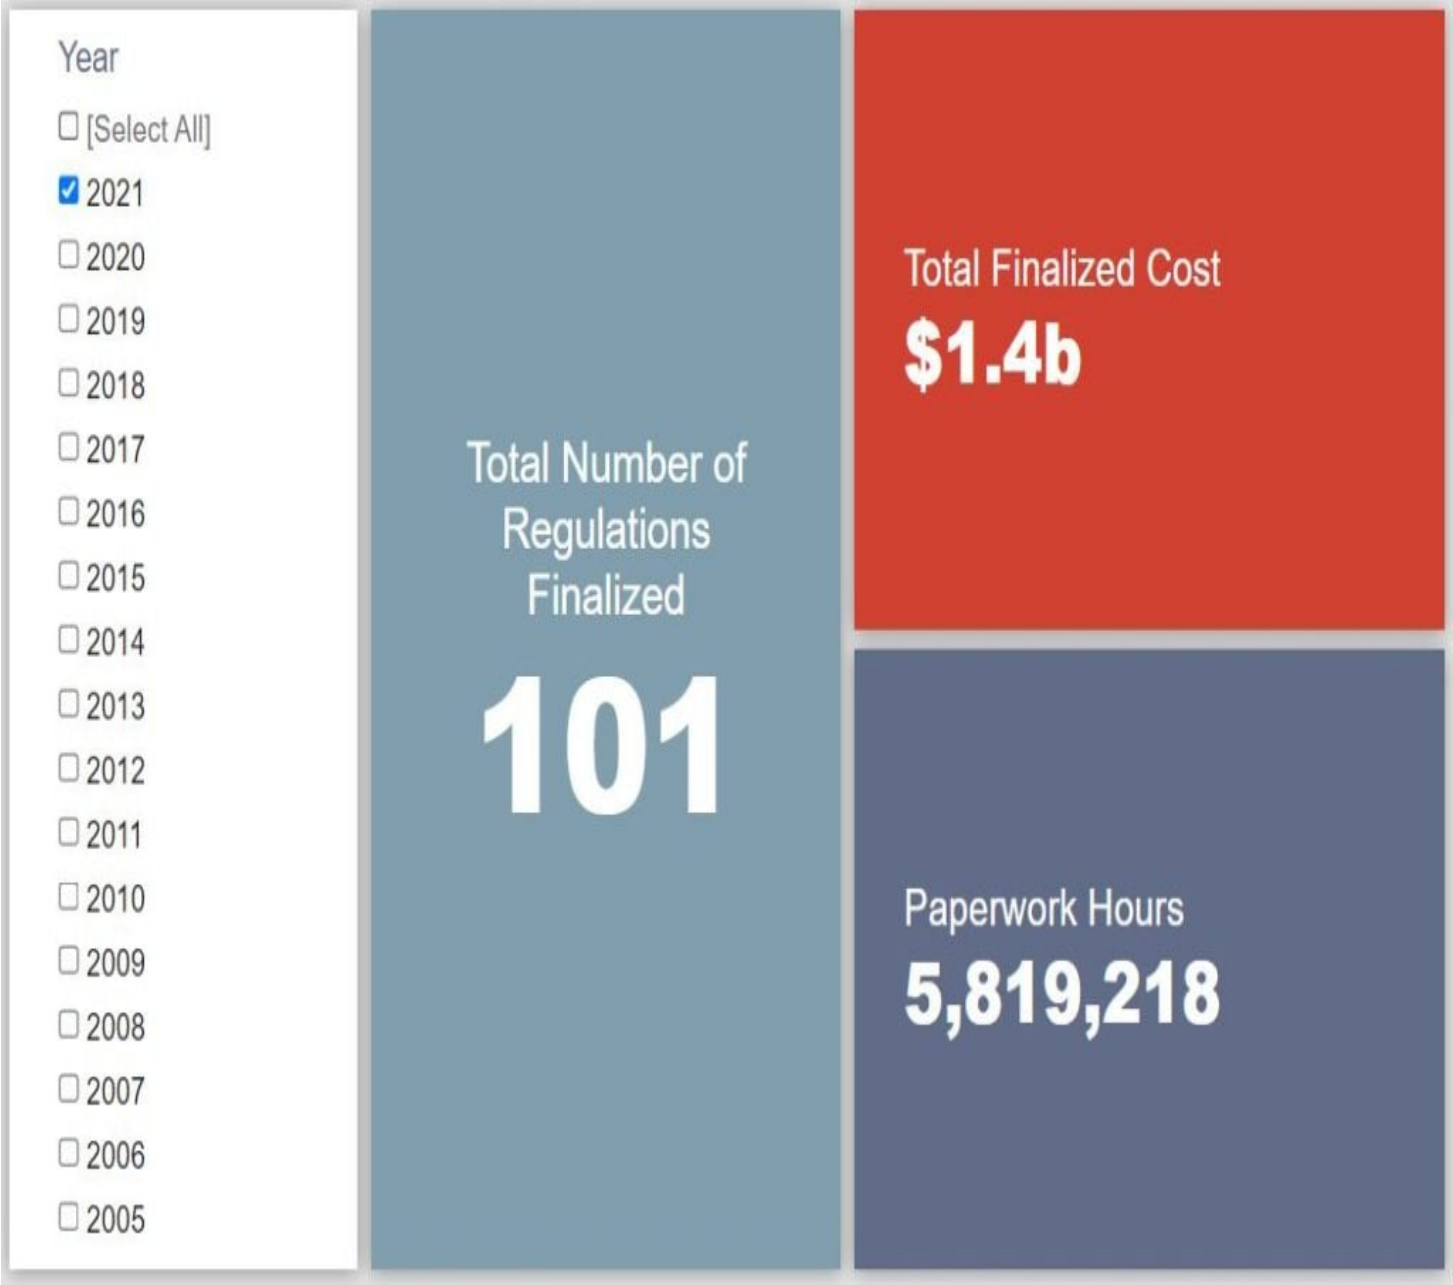 Year
[Select All]
2021
2020
2019
2018
2017
2016
2015
2014
2013
2012
2011
2010
2009
2008
2007
2006
2005
Total Number of
Regulations
Finalized
101
Total Finalized Cost
$1.4b
Paperwork Hours
5,819,218